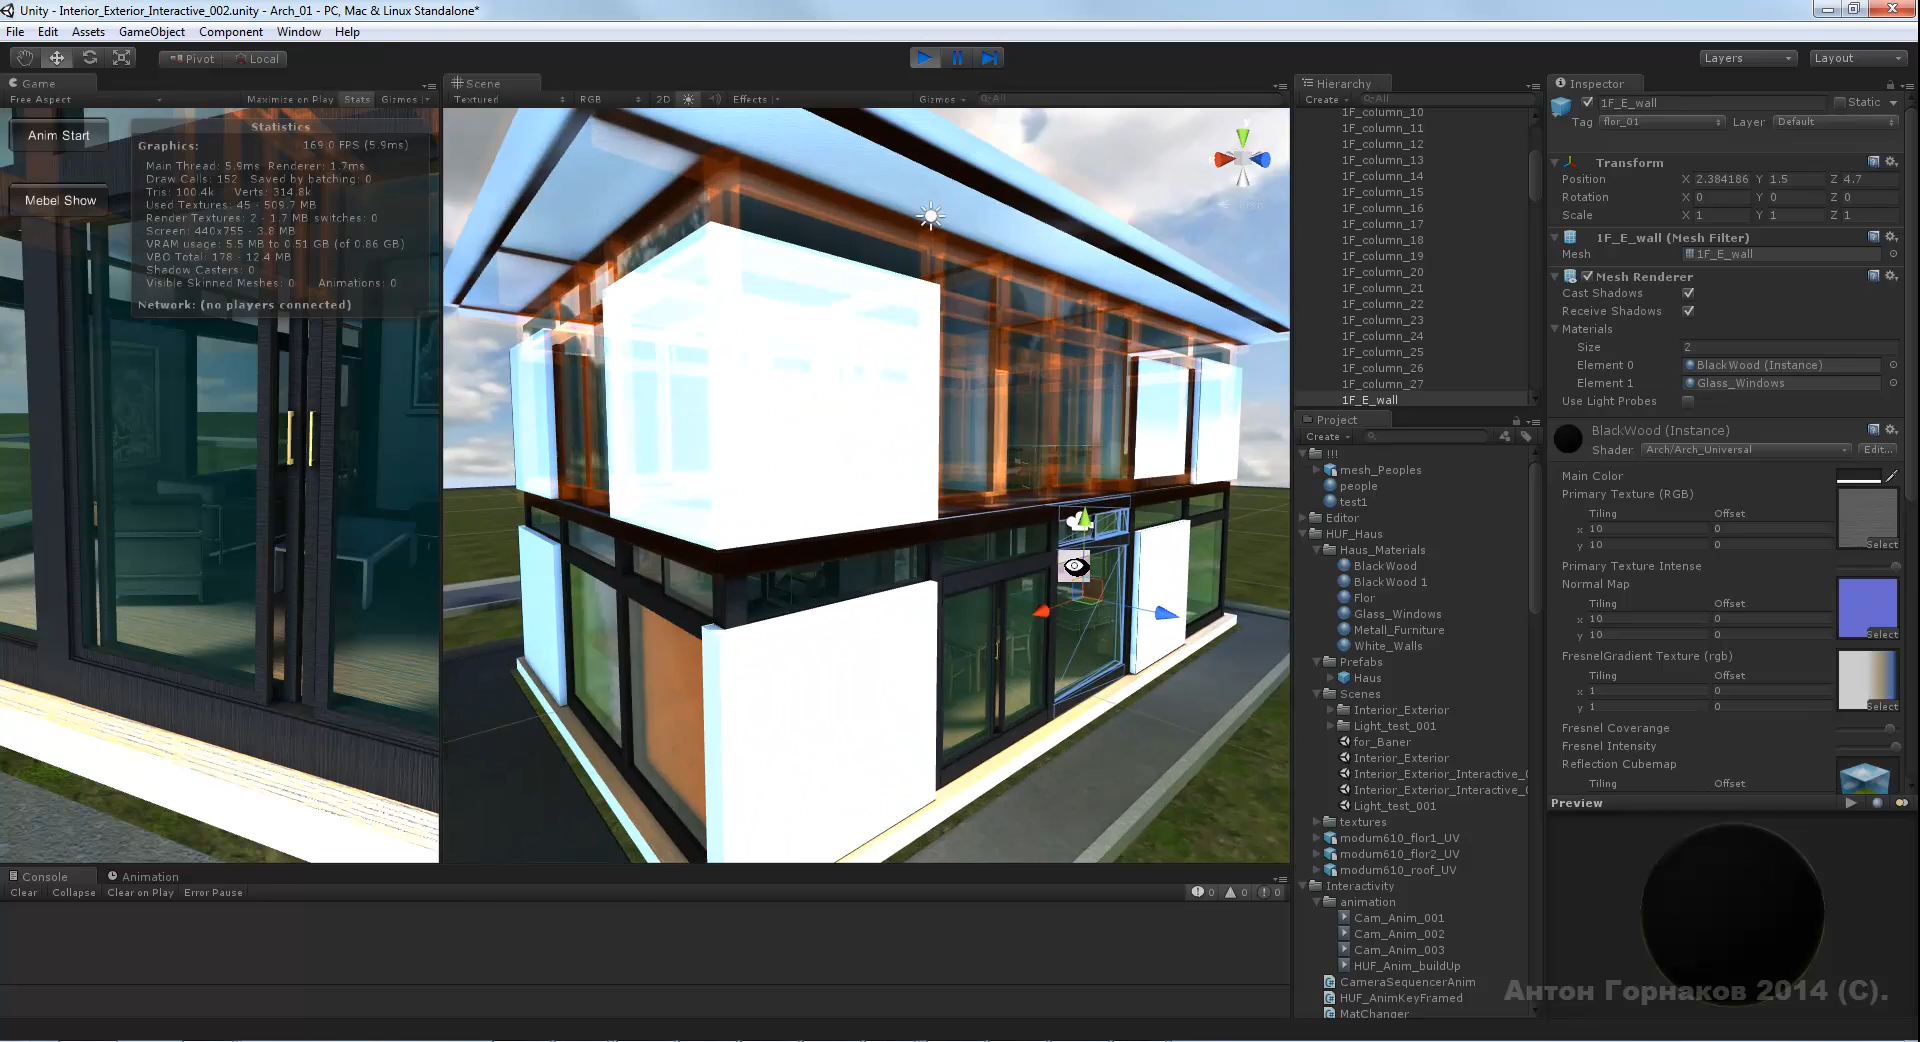 Unity - Interior_Exterior_Interactive_002.unity - Arch_01 - PC, Mac & Linux Standalone*
File Edit Assets GameObject Component Window Help
Pivot Local
Layers Layout
Game
Free Aspect Maximize on Play Stats Gizmos
Anim Start
Mebel Show
Statistics
Graphics: 169.0 FPS (5.9ms)
Main Thread: 5.9ms Renderer: 1.7ms
Draw Calls: 152 Saved by batching: 0
Tris: 100.4k Verts: 314.8k
Used Textures: 45 - 509.7 MB
Render Textures: 2 - 1.7 MB switches: 0
Screen: 440x755 - 3.8 MB
VRAM usage: 5.5 MB to 0.51 GB (of 0.86 GB)
VBO Total: 178 - 12.4 MB
Shadow Casters: 0
Visible Skinned Meshes: 0 Animations: 0
Network: (no players connected)
Scene
Textured RGB 2D Effects Gizmos All
y
Console Animation
Clear Collapse Clear on Play Error Pause 0 0 0
Hierarchy
Create All
1F_column_10
1F_column_11
1F_column_12
1F_column_13
1F_column_14
1F_column_15
1F_column_16
1F_column_17
1F_column_18
1F_column_19
1F_column_20
1F_column_21
1F_column_22
1F_column_23
1F_column_24
1F_column_25
1F_column_26
1F_column_27
1F_E_wall
Project
Create
!!!
mesh_Peoples
people
test1
Editor
HUF_Haus
Haus_Materials
BlackWood
BlackWood 1
Flor
Glass_Windows
Metall_Furniture
White_Walls
Prefabs
Haus
Scenes
Interior_Exterior
Light_test_001
for_Baner
Interior_Exterior
Interior_Exterior_Interactive_0
Interior_Exterior_Interactive_0
Light_test_001
textures
modum610_flor1_UV
modum610_flor2_UV
modum610_roof_UV
Interactivity
animation
Cam_Anim_001
Cam_Anim_002
Cam_Anim_003
HUF_Anim_buildUp
CameraSequencerAnim
HUF_AnimKeyFramed
MatChanger
Inspector
1F_E_wall Static
Tag flor_01 Layer Default
Transform
Position X 2.384186 Y 1.5 Z 4.7
Rotation X 0 Y 0 Z 0
Scale X 1 Y 1 Z 1
1F_E_wall (Mesh Filter)
Mesh 1F_E_wall
Mesh Renderer
Cast Shadows
Receive Shadows
Materials
Size 2
Element 0 BlackWood (Instance)
Element 1 Glass_Windows
Use Light Probes
BlackWood (Instance)
Shader Arch/Arch_Universal Edit...
Main Color
Primary Texture (RGB)
Tiling Offset
x 10 0
y 10 0
Select
Primary Texture Intense
Normal Map
Tiling Offset
x 10 0
y 10 0
Select
FresnelGradient Texture (rgb)
Tiling Offset
x 1 0
y 1 0
Select
Fresnel Coverange
Fresnel Intensity
Reflection Cubemap
Tiling Offset
Preview
Антон Горнаков 2014 (C).